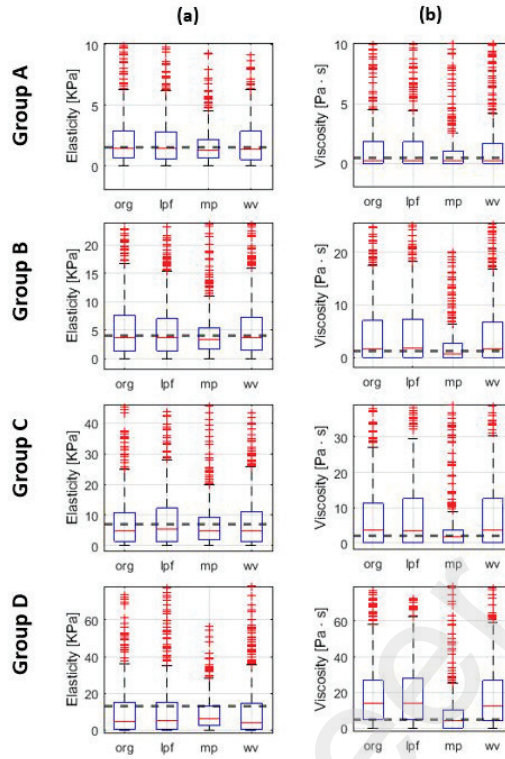 (a) (b)
Group A
Elasticity [KPa]
10
5
0
org lpf mp wv
Viscosity [Pa · s]
10
5
0
org lpf mp wv
Group B
Elasticity [KPa]
20
15
10
5
0
org lpf mp wv
Viscosity [Pa · s]
20
10
0
org lpf mp wv
Group C
Elasticity [KPa]
40
30
20
10
0
org lpf mp wv
Viscosity [Pa · s]
30
20
10
0
org lpf mp wv
Group D
Elasticity [KPa]
60
40
20
0
org lpf mp wv
Viscosity [Pa · s]
60
40
20
0
org lpf mp wv